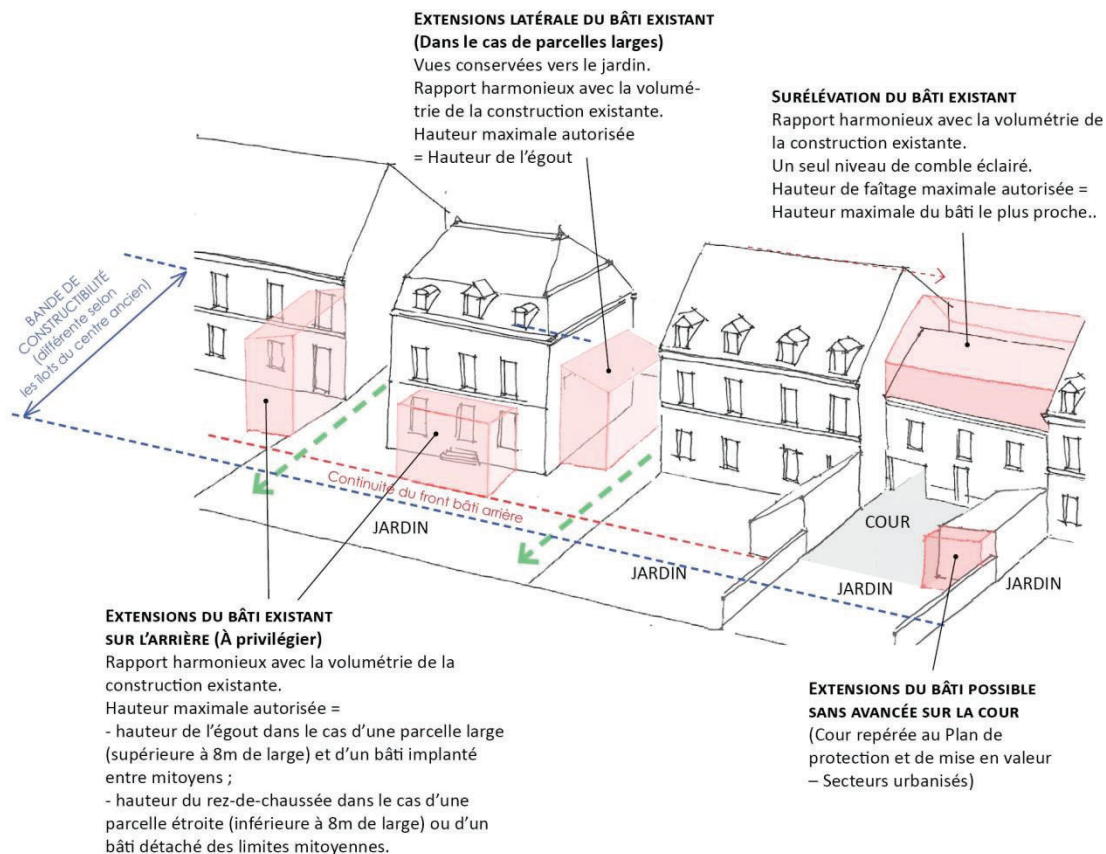 EXTENSIONS LATÉRALE DU BÂTI EXISTANT
(Dans le cas de parcelles larges)
Vues conservées vers le jardin.
Rapport harmonieux avec la volumé-
trie de la construction existante.
Hauteur maximale autorisée
= Hauteur de l'égout
SURÉLÉVATION DU BÂTI EXISTANT
Rapport harmonieux avec la volumétrie de
la construction existante.
Un seul niveau de comble éclairé.
Hauteur de faîtage maximale autorisée =
Hauteur maximale du bâti le plus proche..
BANDE DE
CONSTRUCTIBILITÉ
(différente selon
les îlots du centre ancien)
Continuité du front bâti arrière
JARDIN
JARDIN
COUR
JARDIN
JARDIN
EXTENSIONS DU BÂTI EXISTANT
SUR L'ARRIÈRE (À privilégier)
Rapport harmonieux avec la volumétrie de la
construction existante.
Hauteur maximale autorisée =
- hauteur de l'égout dans le cas d'une parcelle large
(supérieure à 8m de large) et d'un bâti implanté
entre mitoyens ;
- hauteur du rez-de-chaussée dans le cas d'une
parcelle étroite (inférieure à 8m de large) ou d'un
bâti détaché des limites mitoyennes.
EXTENSIONS DU BÂTI POSSIBLE
SANS AVANCÉE SUR LA COUR
(Cour repérée au Plan de
protection et de mise en valeur
– Secteurs urbanisés)